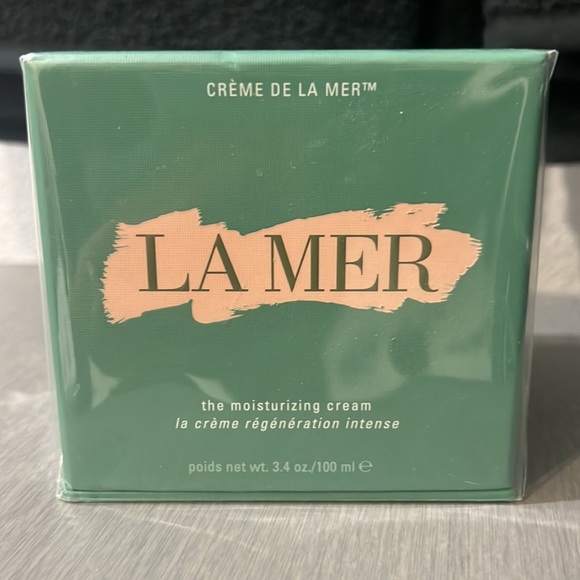 CRÈME DE LA MER™
LA MER
the moisturizing cream
la crème régénération intense
poids net wt. 3.4 oz./100 ml ℮